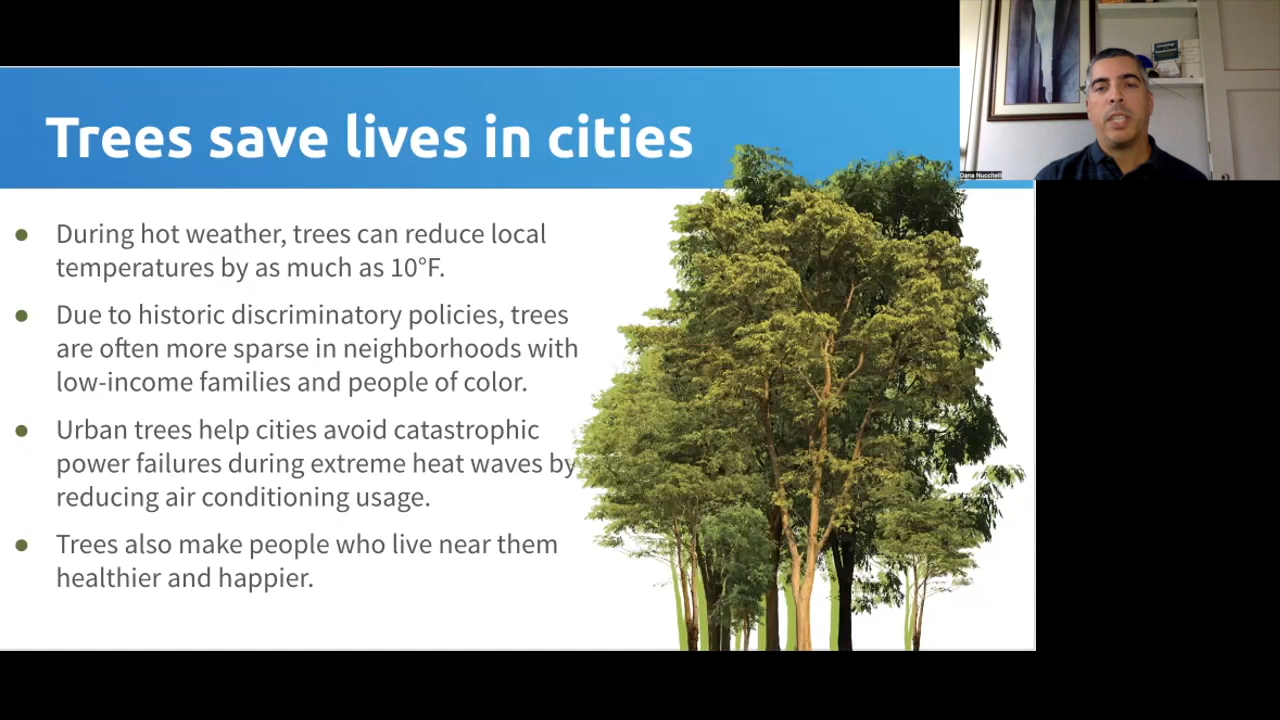 Trees save lives in cities
● During hot weather, trees can reduce local
temperatures by as much as 10°F.
● Due to historic discriminatory policies, trees
are often more sparse in neighborhoods with
low-income families and people of color.
● Urban trees help cities avoid catastrophic
power failures during extreme heat waves by
reducing air conditioning usage.
● Trees also make people who live near them
healthier and happier.
Dana Nuccitelli